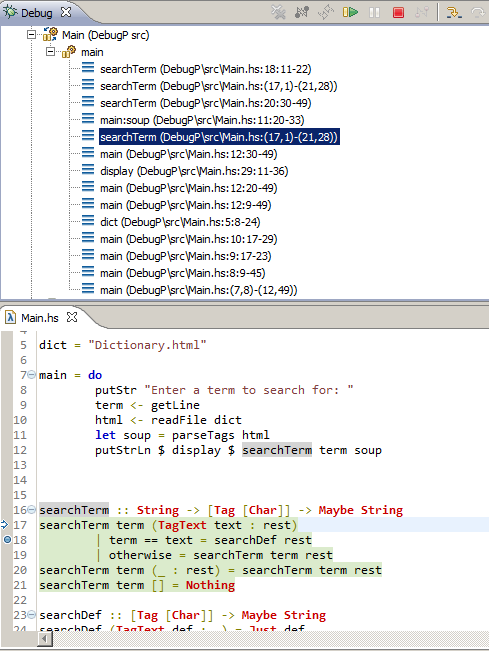 Debug
Main (DebugP src)
main
searchTerm (DebugP\src\Main.hs:18:11-22)
searchTerm (DebugP\src\Main.hs:(17,1)-(21,28))
searchTerm (DebugP\src\Main.hs:20:30-49)
main:soup (DebugP\src\Main.hs:11:20-33)
searchTerm (DebugP\src\Main.hs:(17,1)-(21,28))
main (DebugP\src\Main.hs:12:30-49)
display (DebugP\src\Main.hs:29:11-36)
main (DebugP\src\Main.hs:12:20-49)
main (DebugP\src\Main.hs:12:9-49)
dict (DebugP\src\Main.hs:5:8-24)
main (DebugP\src\Main.hs:10:17-29)
main (DebugP\src\Main.hs:9:17-23)
main (DebugP\src\Main.hs:8:9-45)
main (DebugP\src\Main.hs:(7,8)-(12,49))
Main.hs
4
5 dict = "Dictionary.html"
6
7 main = do
8 putStr "Enter a term to search for: "
9 term <- getLine
10 html <- readFile dict
11 let soup = parseTags html
12 putStrLn $ display $ searchTerm term soup
13
14
15
16 searchTerm :: String -> [Tag [Char]] -> Maybe String
17 searchTerm term (TagText text : rest)
18 | term == text = searchDef rest
19 | otherwise = searchTerm term rest
20 searchTerm term (_ : rest) = searchTerm term rest
21 searchTerm term [] = Nothing
22
23 searchDef :: [Tag [Char]] -> Maybe String
24 searchDef (TagText def : _) = Just def